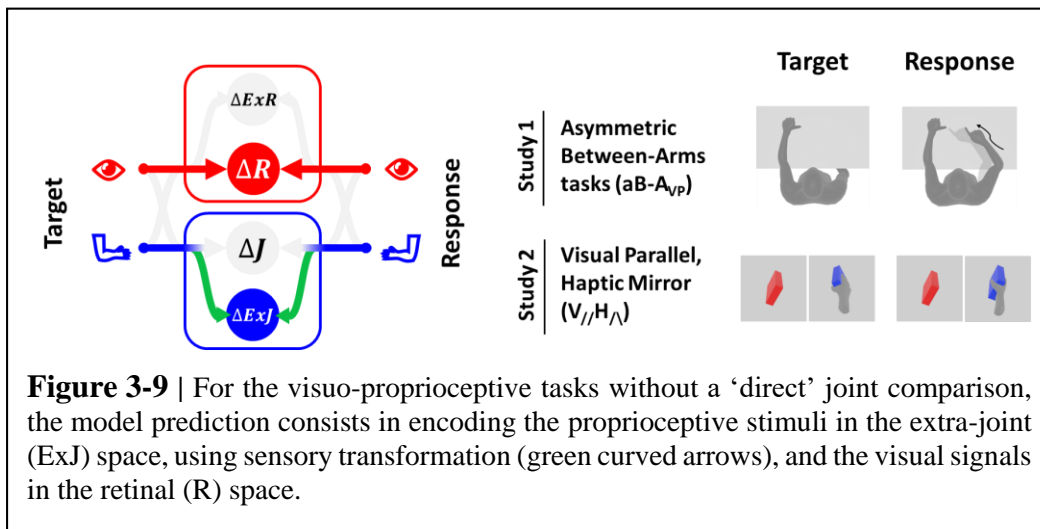 Target
ΔExR
ΔR
ΔJ
ΔExJ
Response
Target Response
Study 1
Asymmetric
Between-Arms
tasks (aB-A_VP)
Study 2
Visual Parallel,
Haptic Mirror
(V_//H_/\)
Figure 3-9 | For the visuo-proprioceptive tasks without a ‘direct’ joint comparison,
the model prediction consists in encoding the proprioceptive stimuli in the extra-joint
(ExJ) space, using sensory transformation (green curved arrows), and the visual signals
in the retinal (R) space.